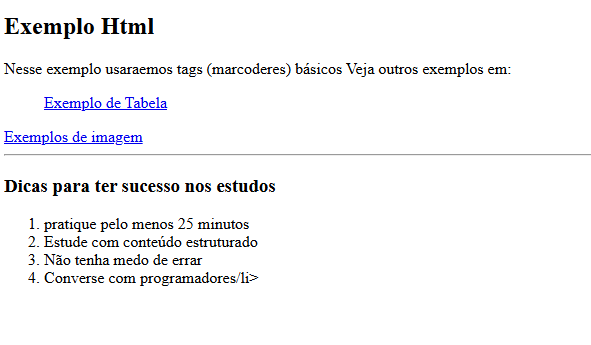 Exemplo Html
Nesse exemplo usaraemos tags (marcoderes) básicos Veja outros exemplos em:
Exemplo de Tabela
Exemplos de imagem
Dicas para ter sucesso nos estudos
1. pratique pelo menos 25 minutos
2. Estude com conteúdo estruturado
3. Não tenha medo de errar
4. Converse com programadores/li>